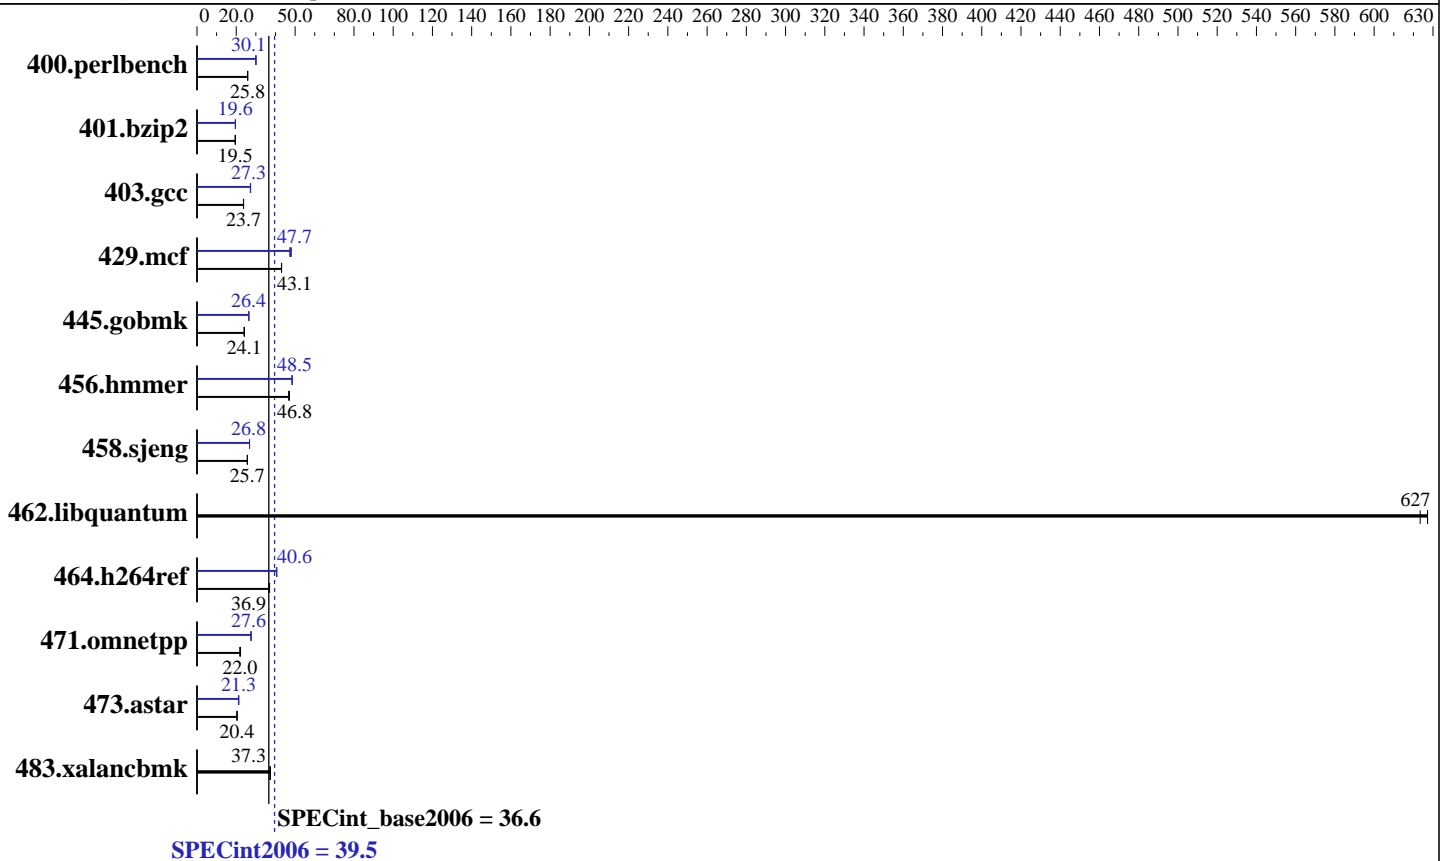 0 20.0 50.0 80.0 100 120 140 160 180 200 220 240 260 280 300 320 340 360 380 400 420 440 460 480 500 520 540 560 580 600 630
30.1
400.perlbench
25.8
19.6
401.bzip2
19.5
27.3
403.gcc
23.7
47.7
429.mcf
43.1
26.4
445.gobmk
24.1
48.5
456.hmmer
46.8
26.8
458.sjeng
25.7
627
462.libquantum
40.6
464.h264ref
36.9
27.6
471.omnetpp
22.0
21.3
473.astar
20.4
37.3
483.xalancbmk
SPECint_base2006 = 36.6
SPECint2006 = 39.5